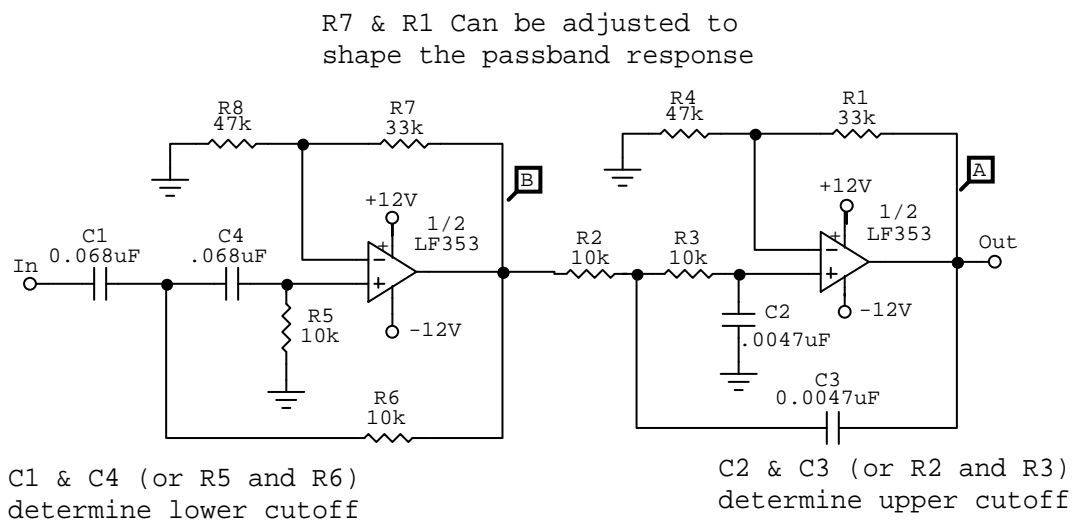 R7 & R1 Can be adjusted to
shape the passband response
R8
47k
R7
33k
R4
47k
R1
33k
B
A
+12V
1/2
LF353
+12V
1/2
LF353
C1
0.068uF
C4
.068uF
In
R2
10k
R3
10k
Out
R5
10k
-12V
C2
.0047uF
-12V
R6
10k
C3
0.0047uF
C1 & C4 (or R5 and R6)
determine lower cutoff
C2 & C3 (or R2 and R3)
determine upper cutoff